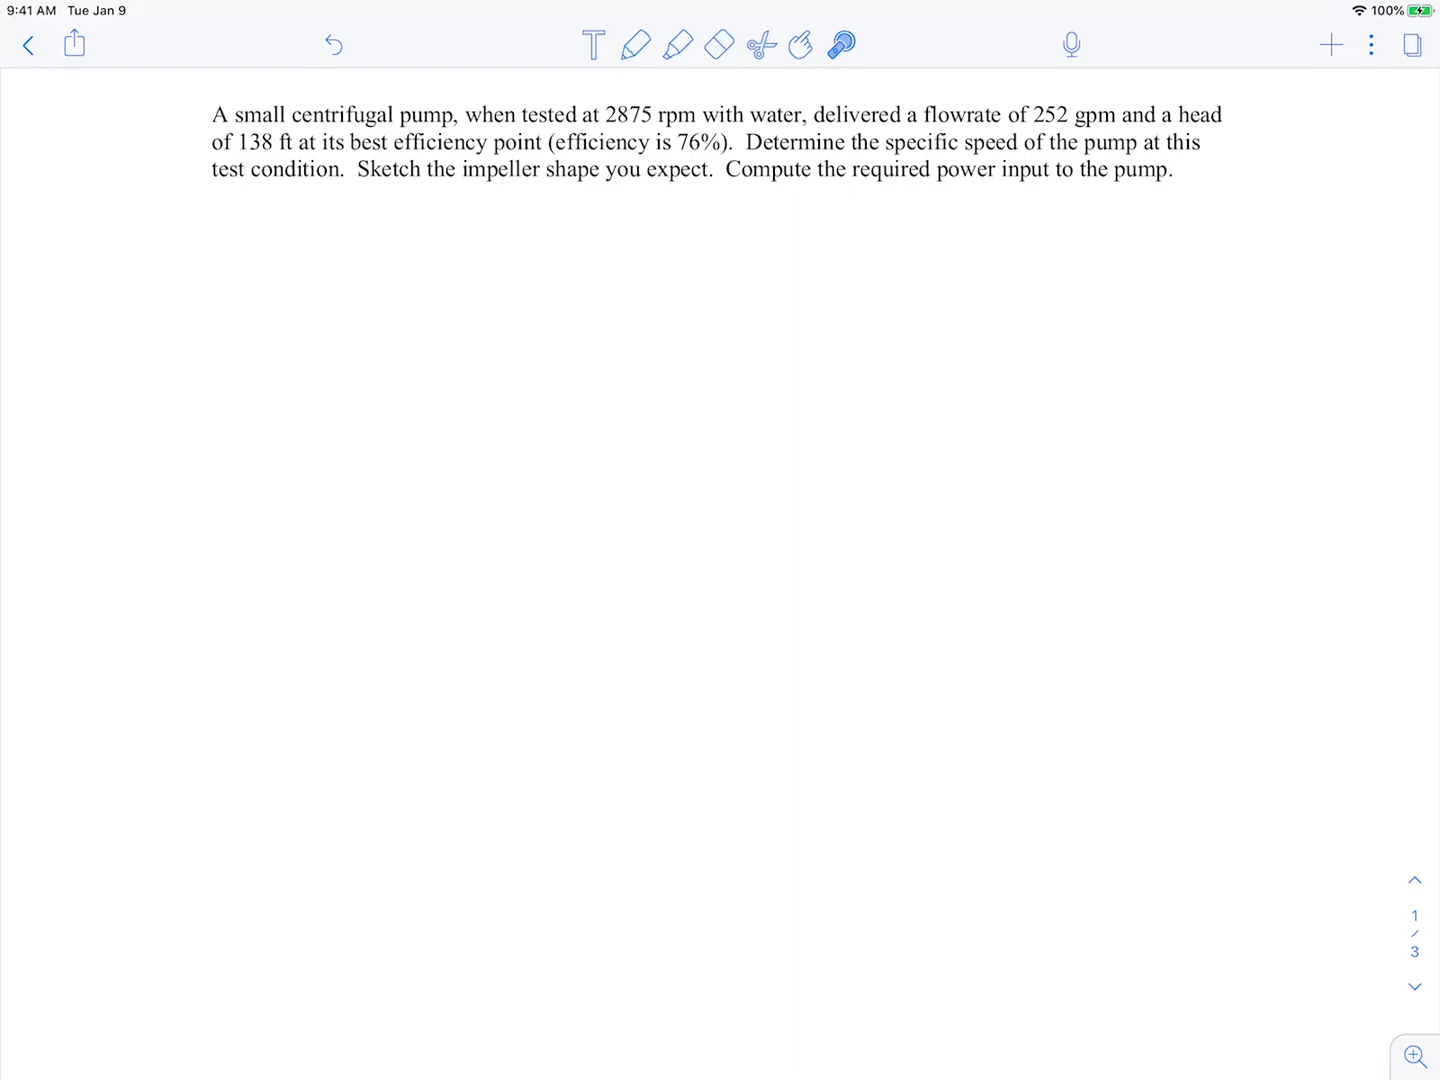 9:41 AM Tue Jan 9
100%
A small centrifugal pump, when tested at 2875 rpm with water, delivered a flowrate of 252 gpm and a head
of 138 ft at its best efficiency point (efficiency is 76%). Determine the specific speed of the pump at this
test condition. Sketch the impeller shape you expect. Compute the required power input to the pump.
1
/
3